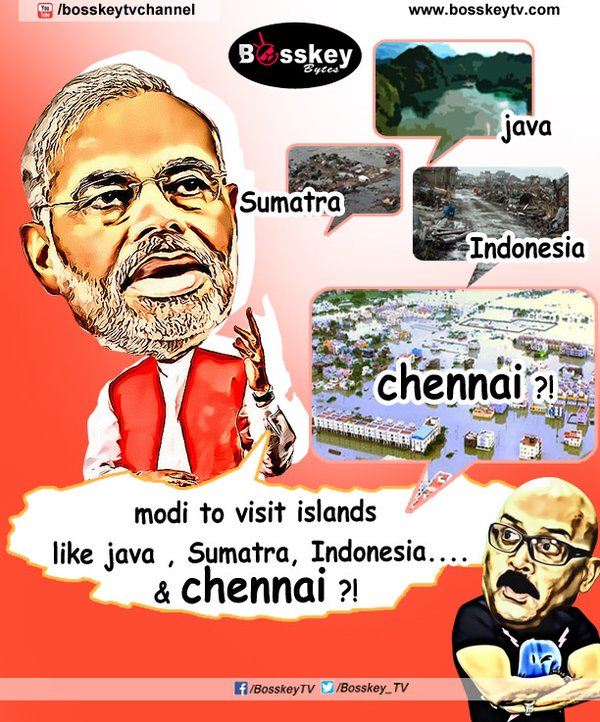 /bosskeytvchannel
www.bosskeytv.com
Bosskey
Bytes
java
Sumatra
Indonesia
chennai ?!
modi to visit islands
like java , Sumatra, Indonesia....
& chennai ?!
/BosskeyTV /Bosskey_TV